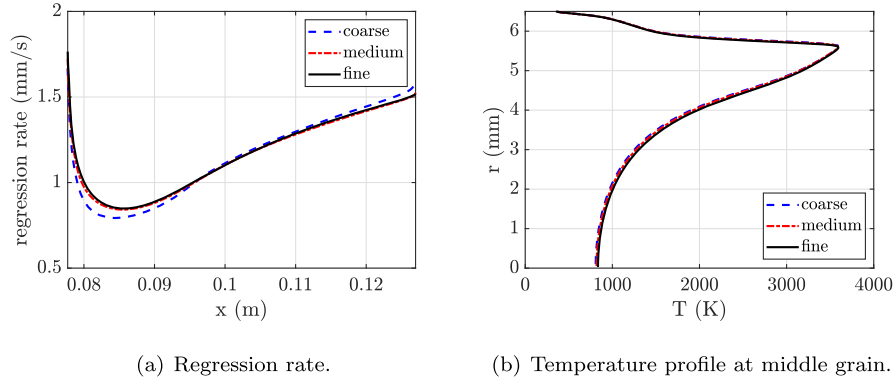 2
1.5
1
0.5
regression rate (mm/s)
0.08
0.09
0.1
0.11
0.12
x (m)
coarse
medium
fine
(a) Regression rate.
6
5
4
3
2
1
0
r (mm)
0
1000
2000
3000
4000
T (K)
coarse
medium
fine
(b) Temperature profile at middle grain.